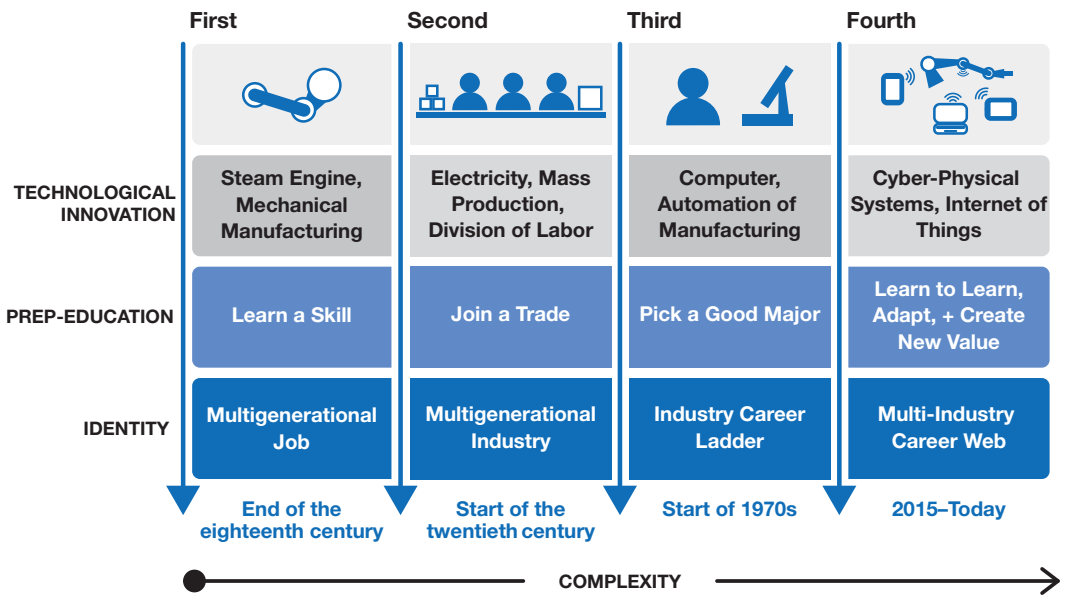 First
Second
Third
Fourth
TECHNOLOGICAL
INNOVATION
Steam Engine,
Mechanical
Manufacturing
Electricity, Mass
Production,
Division of Labor
Computer,
Automation of
Manufacturing
Cyber-Physical
Systems, Internet of
Things
PREP-EDUCATION
Learn a Skill
Join a Trade
Pick a Good Major
Learn to Learn,
Adapt, + Create
New Value
IDENTITY
Multigenerational
Job
Multigenerational
Industry
Industry Career
Ladder
Multi-Industry
Career Web
End of the
eighteenth century
Start of the
twentieth century
Start of 1970s
2015–Today
COMPLEXITY